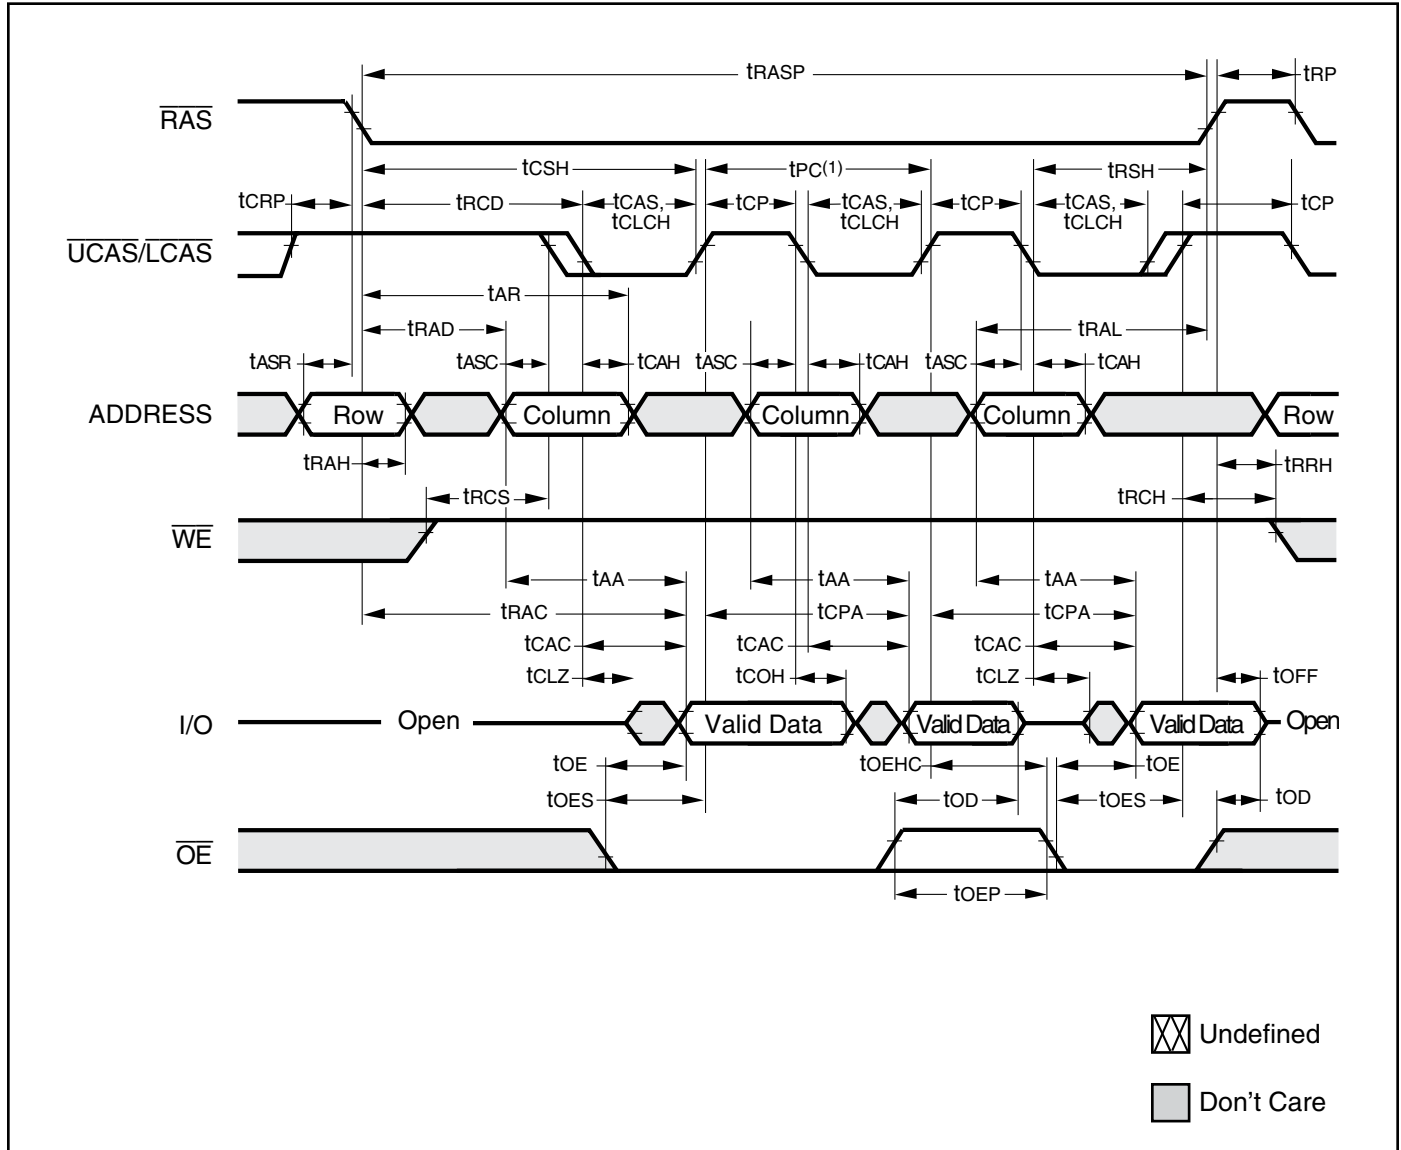 tRASP
tRP
RAS
tCSH
tPC(1)
tRSH
tCRP
tRCD
tCAS,
tCLCH
tCP
tCAS,
tCLCH
tCP
tCAS,
tCLCH
tCP
UCAS/LCAS
tAR
tRAD
tRAL
tASR
tASC
tCAH
tASC
tCAH
tASC
tCAH
ADDRESS
Row
Column
Column
Column
Row
tRAH
tRRH
tRCS
tRCH
WE
tAA
tAA
tAA
tRAC
tCPA
tCPA
tCAC
tCAC
tCAC
tCLZ
tCOH
tCLZ
tOFF
I/O
Open
Valid Data
Valid Data
Valid Data
Open
tOE
tOEHC
tOE
tOES
tOD
tOES
tOD
OE
tOEP
Undefined
Don't Care